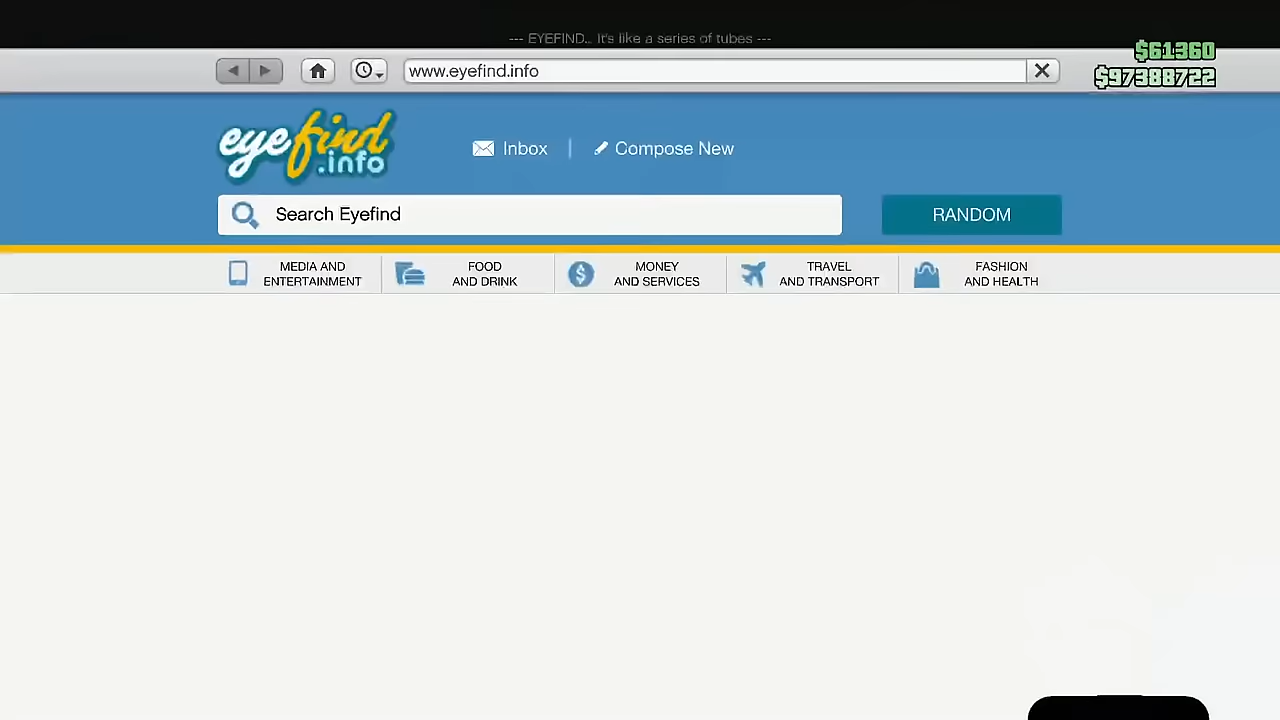 --- EYEFIND... It's like a series of tubes ---
$61360
www.eyefind.info
$97388722
eyefind
.info
Inbox
Compose New
Search Eyefind
RANDOM
MEDIA AND
ENTERTAINMENT
FOOD
AND DRINK
MONEY
AND SERVICES
TRAVEL
AND TRANSPORT
FASHION
AND HEALTH